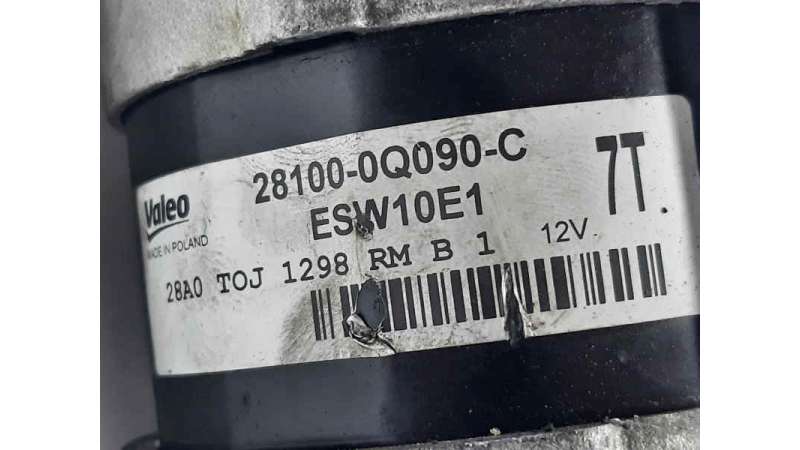 Valeo
MADE IN POLAND
28100-0Q090-C
ESW10E1
7T
12V
28A0 TOJ 1298 RM B 1